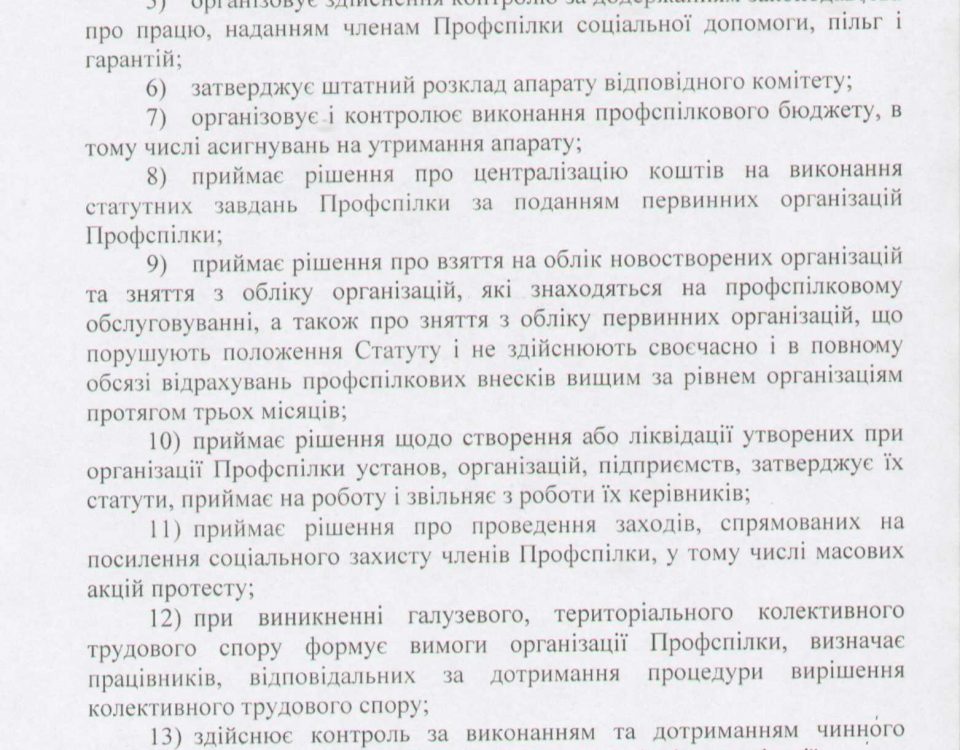 5) організовує здійснення контролю за додержанням законодавства
про працю, наданням членам Профспілки соціальної допомоги, пільг і
гарантій;
6) затверджує штатний розклад апарату відповідного комітету;
7) організовує і контролює виконання профспілкового бюджету, в
тому числі асигнувань на утримання апарату;
8) приймає рішення про централізацію коштів на виконання
статутних завдань Профспілки за поданням первинних організацій
Профспілки;
9) приймає рішення про взяття на облік новостворених організацій
та зняття з обліку організацій, які знаходяться на профспілковому
обслуговуванні, а також про зняття з обліку первинних організацій, що
порушують положення Статуту і не здійснюють своєчасно і в повному
обсязі відрахувань профспілкових внесків вищим за рівнем організаціям
протягом трьох місяців;
10) приймає рішення щодо створення або ліквідації утворених при
організації Профспілки установ, організацій, підприємств, затверджує їх
статути, приймає на роботу і звільняє з роботи їх керівників;
11) приймає рішення про проведення заходів, спрямованих на
посилення соціального захисту членів Профспілки, у тому числі масових
акцій протесту;
12) при виникненні галузевого, територіального колективного
трудового спору формує вимоги організації Профспілки, визначає
працівників, відповідальних за дотримання процедури вирішення
колективного трудового спору;
13) здійснює контроль за виконанням та дотриманням чинного